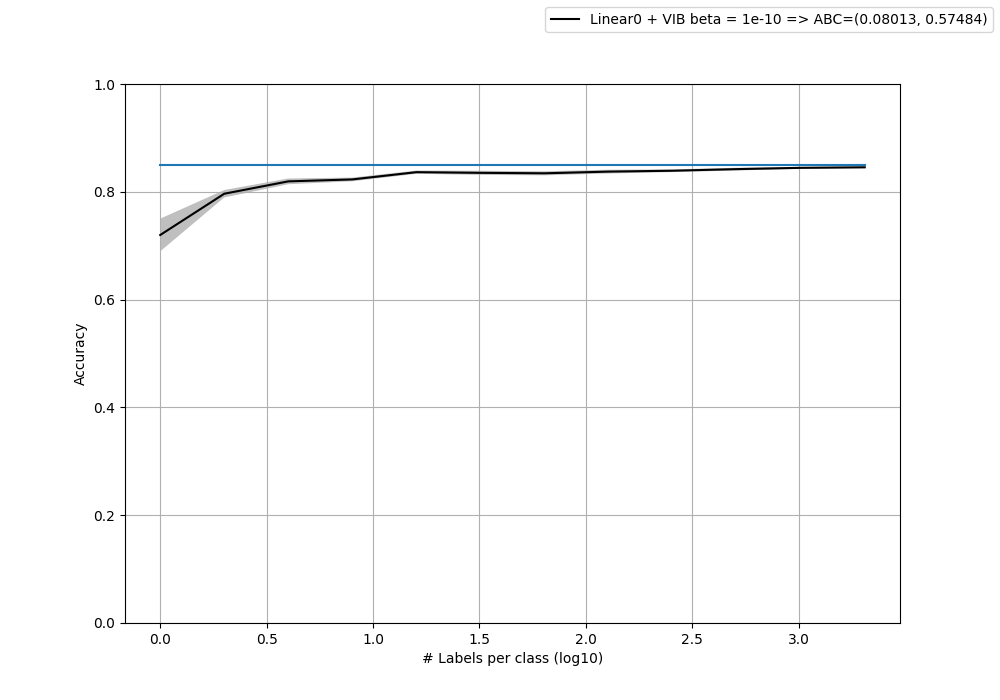 Linear0 + VIB beta = 1e-10 => ABC=(0.08013, 0.57484)
1.0
0.8
0.6
0.4
0.2
0.0
Accuracy
0.0 0.5 1.0 1.5 2.0 2.5 3.0
# Labels per class (log10)